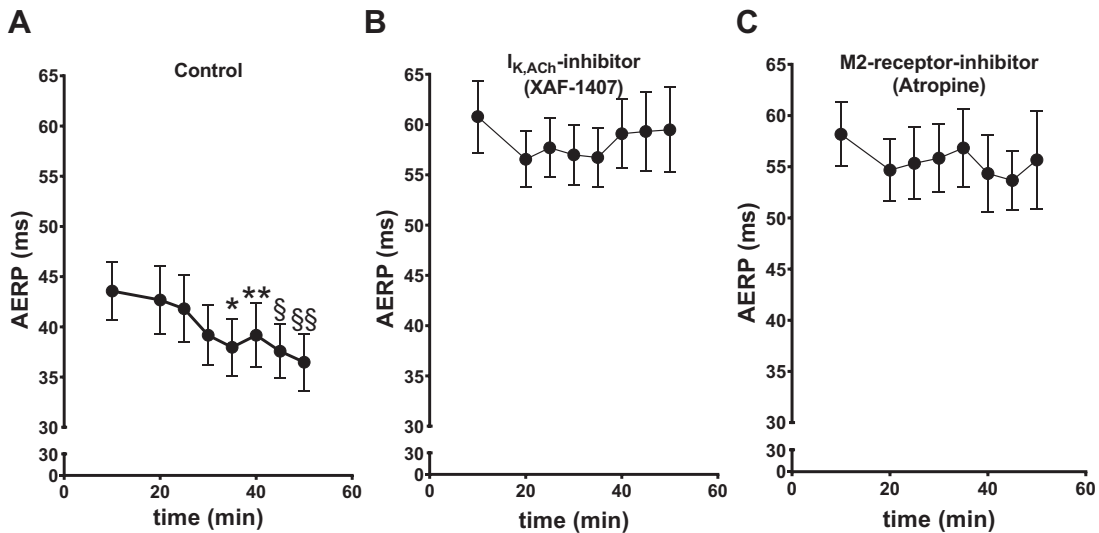 A
Control
65
60
55
50
45
40
35
30
30
0
AERP (ms)
* ** § §§
0 20 40 60
time (min)
B
I_K,ACh-inhibitor
(XAF-1407)
65
60
55
50
45
40
35
30
30
0
AERP (ms)
0 20 40 60
time (min)
C
M2-receptor-inhibitor
(Atropine)
65
60
55
50
45
40
35
30
30
0
AERP (ms)
0 20 40 60
time (min)